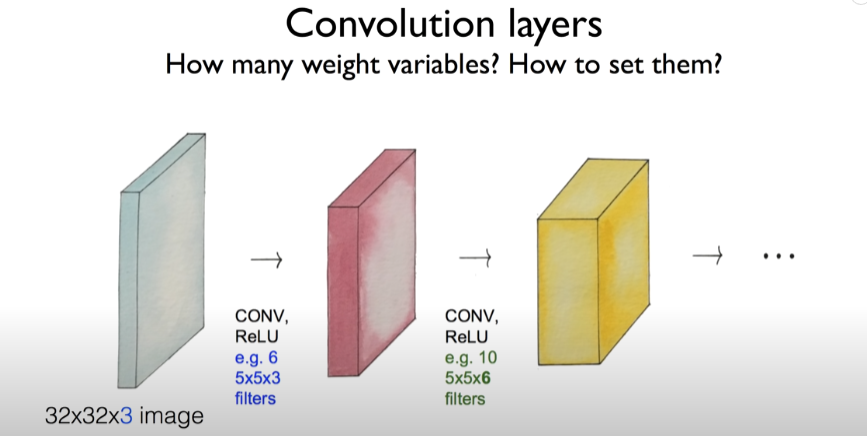 Convolution layers
How many weight variables? How to set them?
CONV,
ReLU
e.g. 6
5x5x3
filters
CONV,
ReLU
e.g. 10
5x5x6
filters
...
32x32x3 image